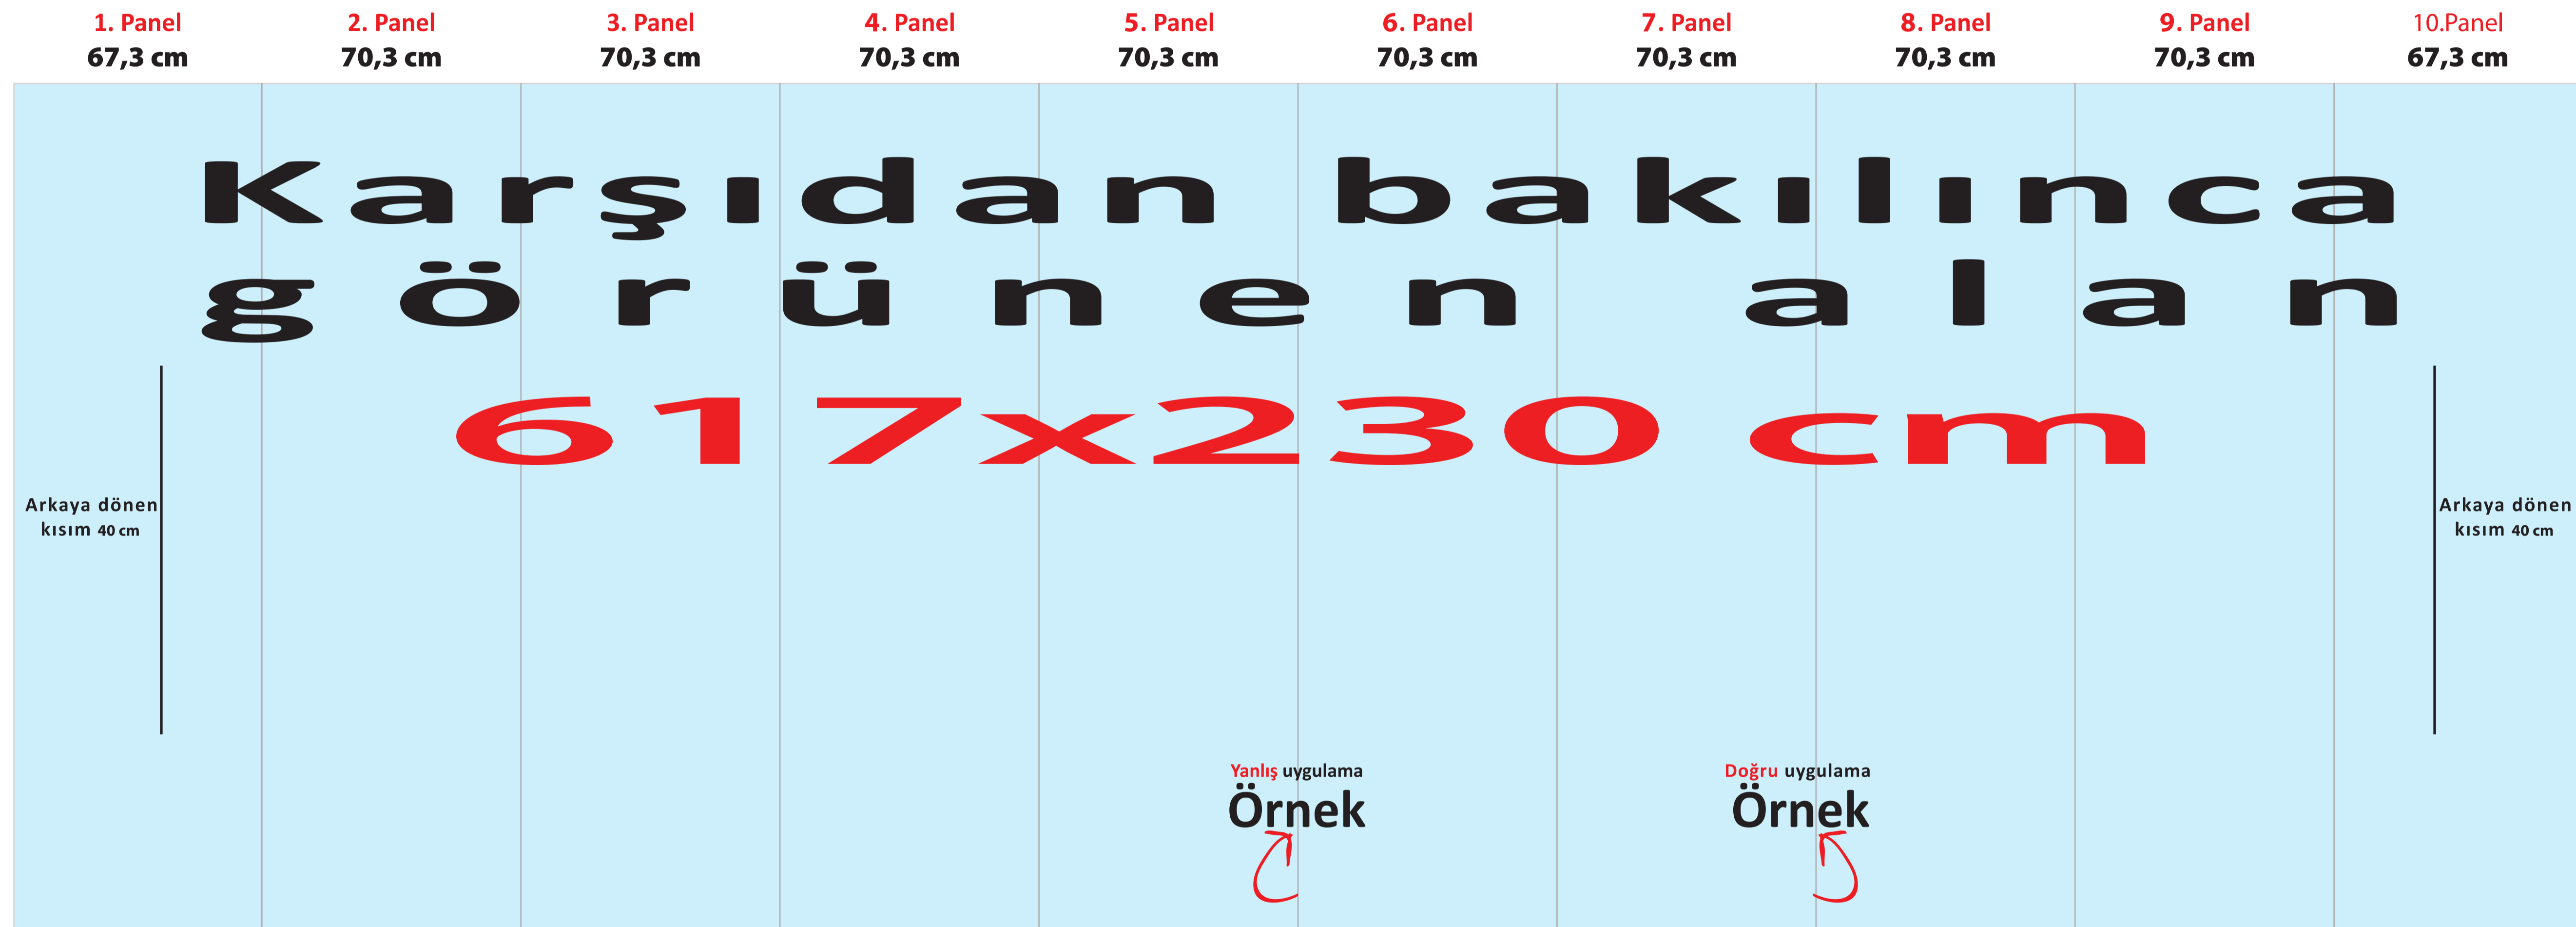 1. Panel 2. Panel 3. Panel 4. Panel 5. Panel 6. Panel 7. Panel 8. Panel 9. Panel 10.Panel
67,3 cm 70,3 cm 70,3 cm 70,3 cm 70,3 cm 70,3 cm 70,3 cm 70,3 cm 70,3 cm 67,3 cm
Karşıdan bakılınca
görünen alan
617x230 cm
Arkaya dönen
kısım 40 cm
Arkaya dönen
kısım 40 cm
Yanlış uygulama
Örnek
Doğru uygulama
Örnek